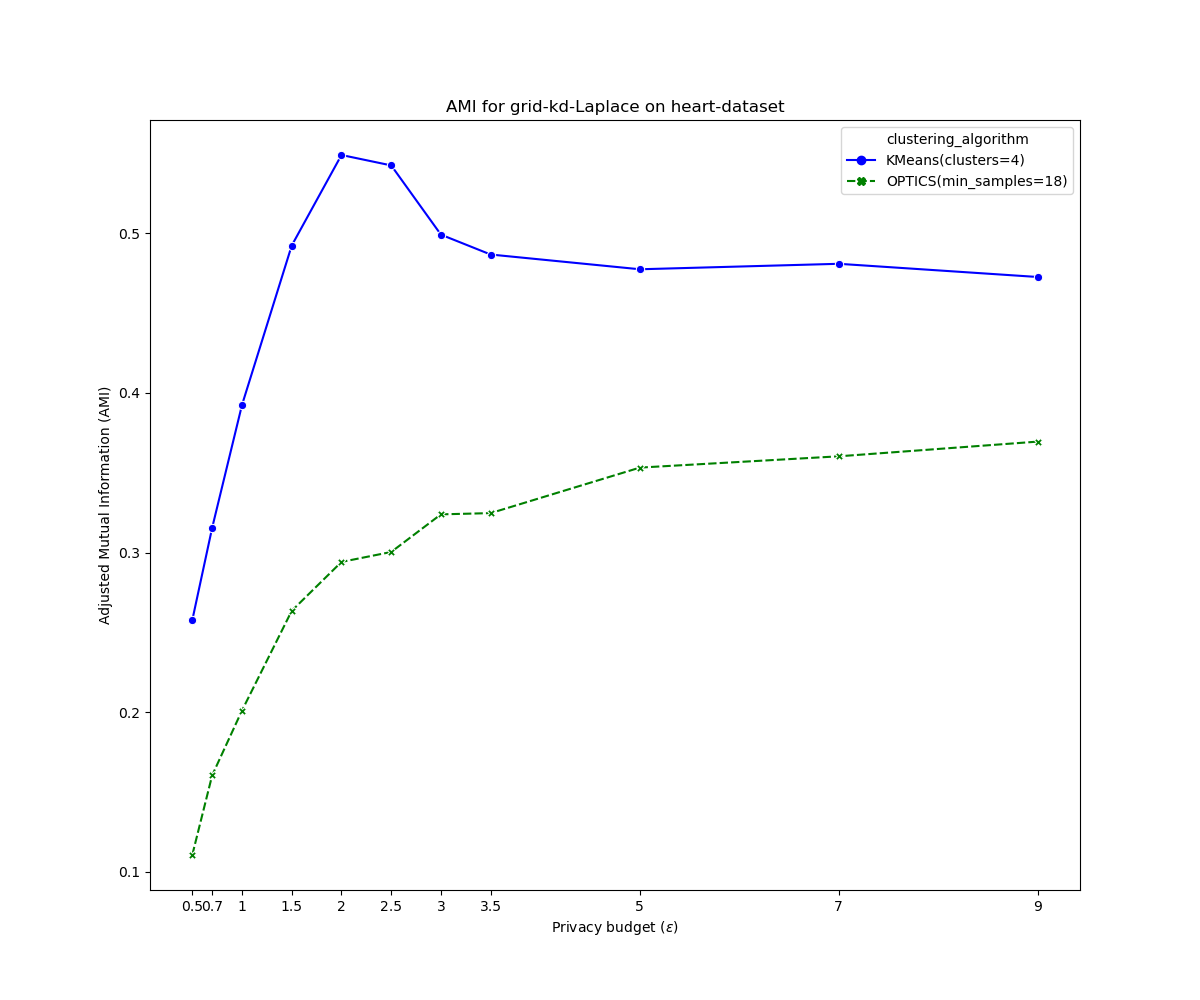 AMI for grid-kd-Laplace on heart-dataset
clustering_algorithm
KMeans(clusters=4)
OPTICS(min_samples=18)
Adjusted Mutual Information (AMI)
0.5
0.4
0.3
0.2
0.1
0.5 0.7 1 1.5 2 2.5 3 3.5 5 7 9
Privacy budget (ε)